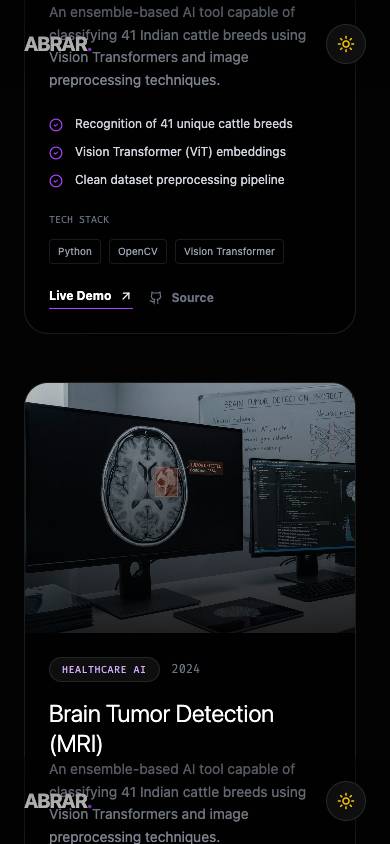 An ensemble-based AI tool capable of
classifying 41 Indian cattle breeds using
ABRAR.
Vision Transformers and image
preprocessing techniques.
Recognition of 41 unique cattle breeds
Vision Transformer (ViT) embeddings
Clean dataset preprocessing pipeline
TECH STACK
Python
OpenCV
Vision Transformer
Live Demo
Source
BRAIN TUMOR DETECTION PROJECT
HEALTHCARE AI
2024
Brain Tumor Detection
(MRI)
An ensemble-based AI tool capable of
classifying 41 Indian cattle breeds using
ABRAR.
Vision Transformers and image
preprocessing techniques.